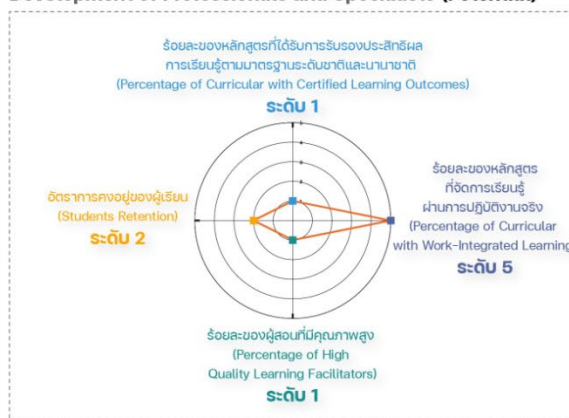 ร้อยละของหลักสูตรที่ได้รับการรับรองประสิทธิผล
การเรียนรู้ตามมาตรฐานระดับชาติและนานาชาติ
(Percentage of Curricular with Certified Learning Outcomes)
ระดับ 1
อัตราการคงอยู่ของผู้เรียน
(Students Retention)
ระดับ 2
ร้อยละของหลักสูตร
ที่จัดการเรียนรู้
ผ่านการปฏิบัติงานจริง
(Percentage of Curricular
with Work-Integrated Learning
ระดับ 5
ร้อยละของผู้สอนที่มีคุณภาพสูง
(Percentage of High
Quality Learning Facilitators)
ระดับ 1